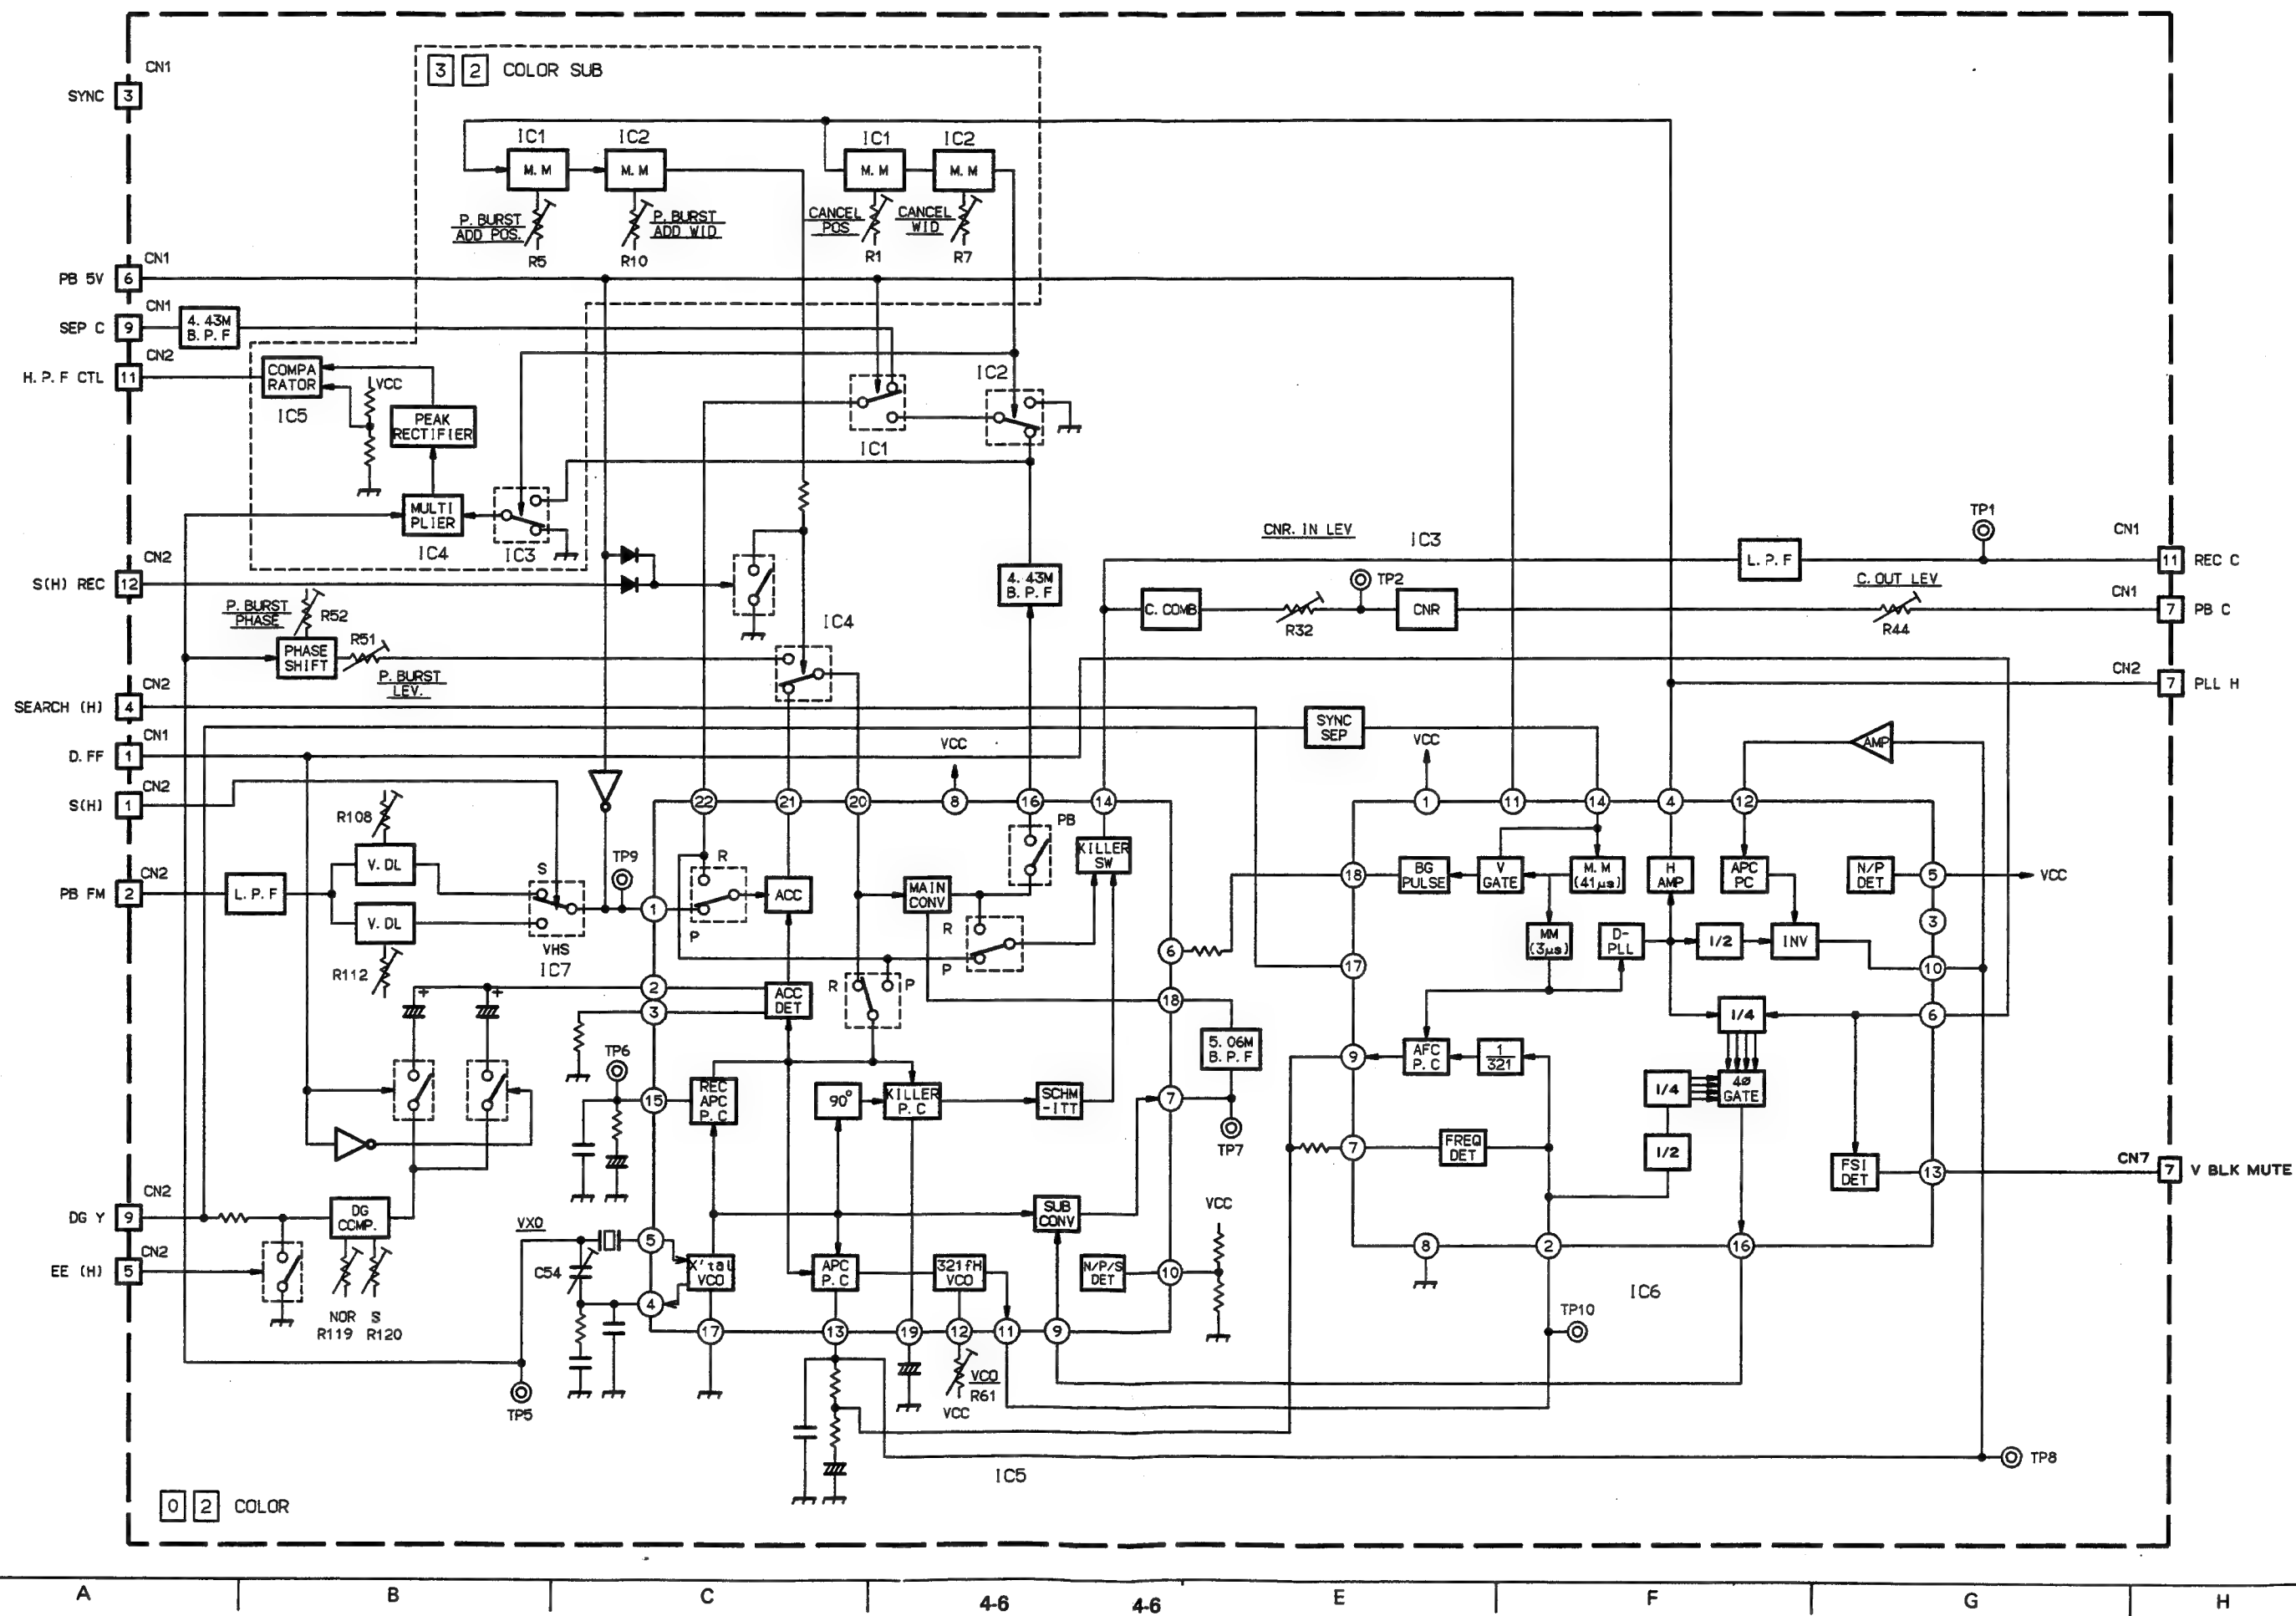 CN1
SYNC 3
3 2 COLOR SUB
IC1 IC2 IC1 IC2
M.M M.M M.M M.M
P.BURST ADD POS.
P.BURST ADD WID
CANCEL POS
CANCEL WID
R5 R10 R1 R7
CN1
PB 5V 6
CN1
SEP C 9
4.43M B.P.F
CN2
H.P.F CTL 11
COMPA RATOR
VCC
IC5
PEAK RECTIFIER
IC2
IC1
MULTI PLIER
IC4 IC3
CN2
S(H) REC 12
P.BURST PHASE
R52
PHASE SHIFT
R51
P.BURST LEV.
IC4
4.43M B.P.F
CNR.IN LEV
IC3
L.P.F
TP1
CN1
11 REC C
C.COMB
R32
TP2
CNR
C.OUT LEV
R44
CN1
7 PB C
CN2
7 PLL H
CN2
SEARCH (H) 4
CN1
D.FF 1
CN2
S(H) 1
SYNC SEP
VCC
VCC
AMP
R108
V.DL
CN2
PB FM 2
L.P.F
V.DL
R112
S
VHS
IC7
TP9
22 21 20 8 16 14
1
R
P
ACC
MAIN CONV
PB
KILLER SW
R
P
6
2
3
ACC DET
R P
18
5.06M B.P.F
TP6
15
REC APC P.C
90°
KILLER P.C
SCHM -ITT
7
TP7
1 11 14 4 12
18
BG PULSE
V GATE
M.M (41μs)
H AMP
APC PC
N/P DET
5
VCC
3
MM (3μs)
D- PLL
1/2
INV
10
17
1/4
6
9
AFC P.C
1 321
1/4
4ø GATE
7
FREQ DET
1/2
FSI DET
13
CN7
7 V BLK MUTE
CN2
DG Y 9
DG COMP.
CN2
EE (H) 5
NOR S
R119 R120
VXO
C54
5
X'tal VCO
4
APC P.C
321fH VCO
SUB CONV
N/P/S DET
10
VCC
17 13 19 12 11 9
VCO
R61
VCC
TP5
8 2 16
IC6
TP10
IC5
TP8
0 2 COLOR
A B C 4-6 4-6 E F G H